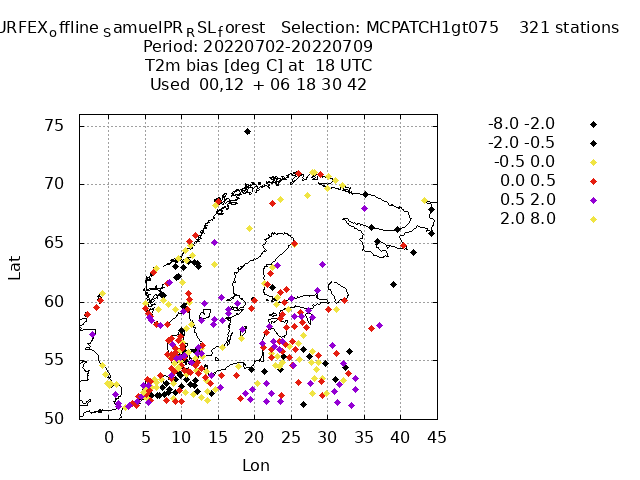 URFEXoffline SamuelPRRSLforest Selection: MCPATCH1gt075 321 stations
Period: 20220702-20220709
T2m bias [deg C] at 18 UTC
Used 00,12 + 06 18 30 42
-8.0 -2.0
-2.0 -0.5
-0.5 0.0
0.0 0.5
0.5 2.0
2.0 8.0
75
70
65
60
55
50
Lat
0 5 10 15 20 25 30 35 40 45
Lon